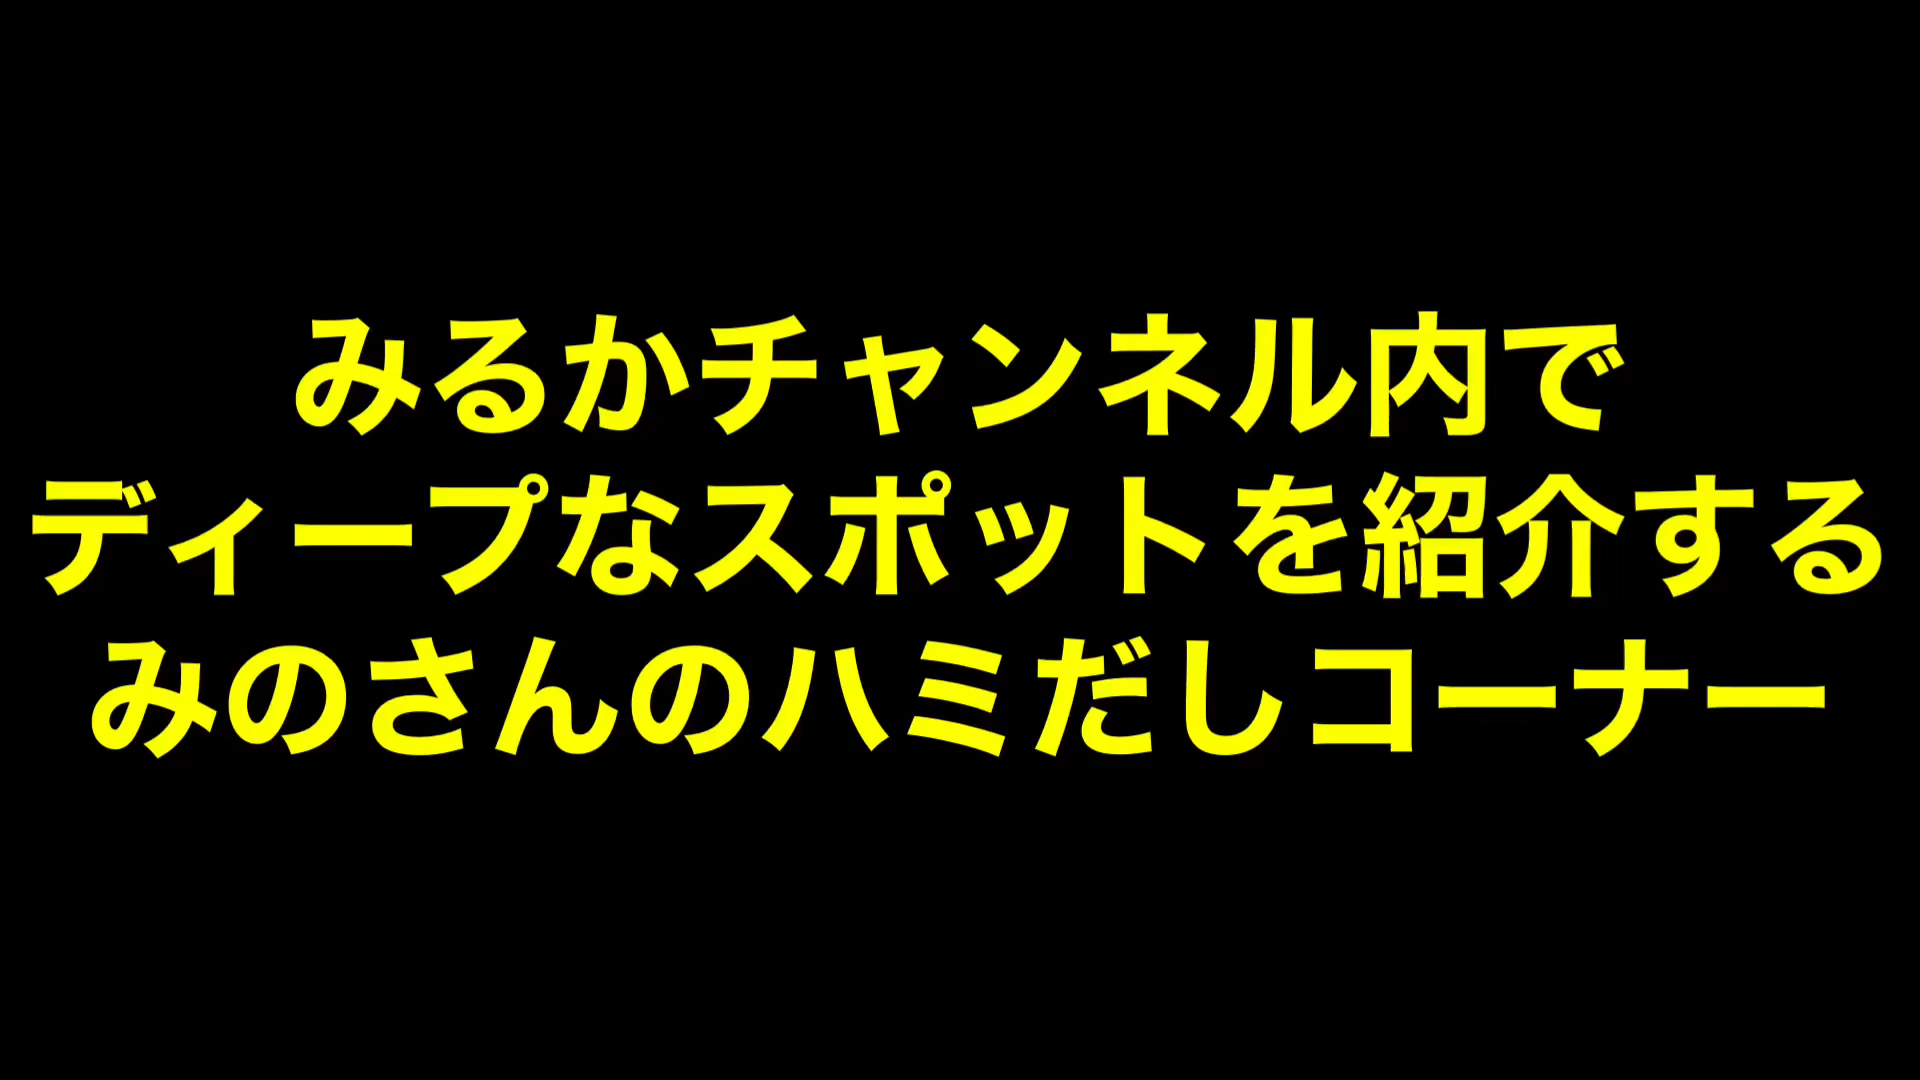 みるかチャンネル内で
ディープなスポットを紹介する
みのさんのハミだしコーナー